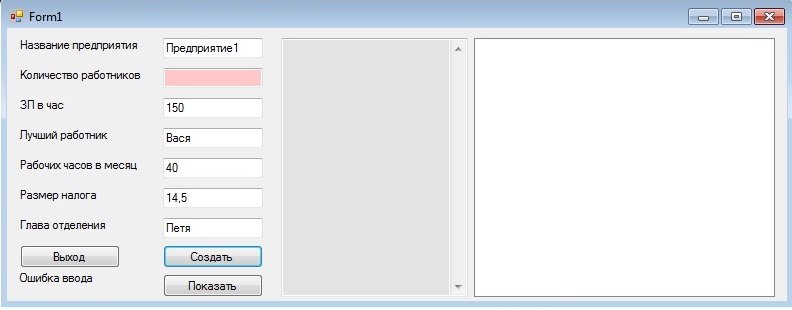 Form1
Название предприятия Предприятие1
Количество работников
ЗП в час 150
Лучший работник Вася
Рабочих часов в месяц 40
Размер налога 14,5
Глава отделения Петя
Выход Создать
Ошибка ввода Показать